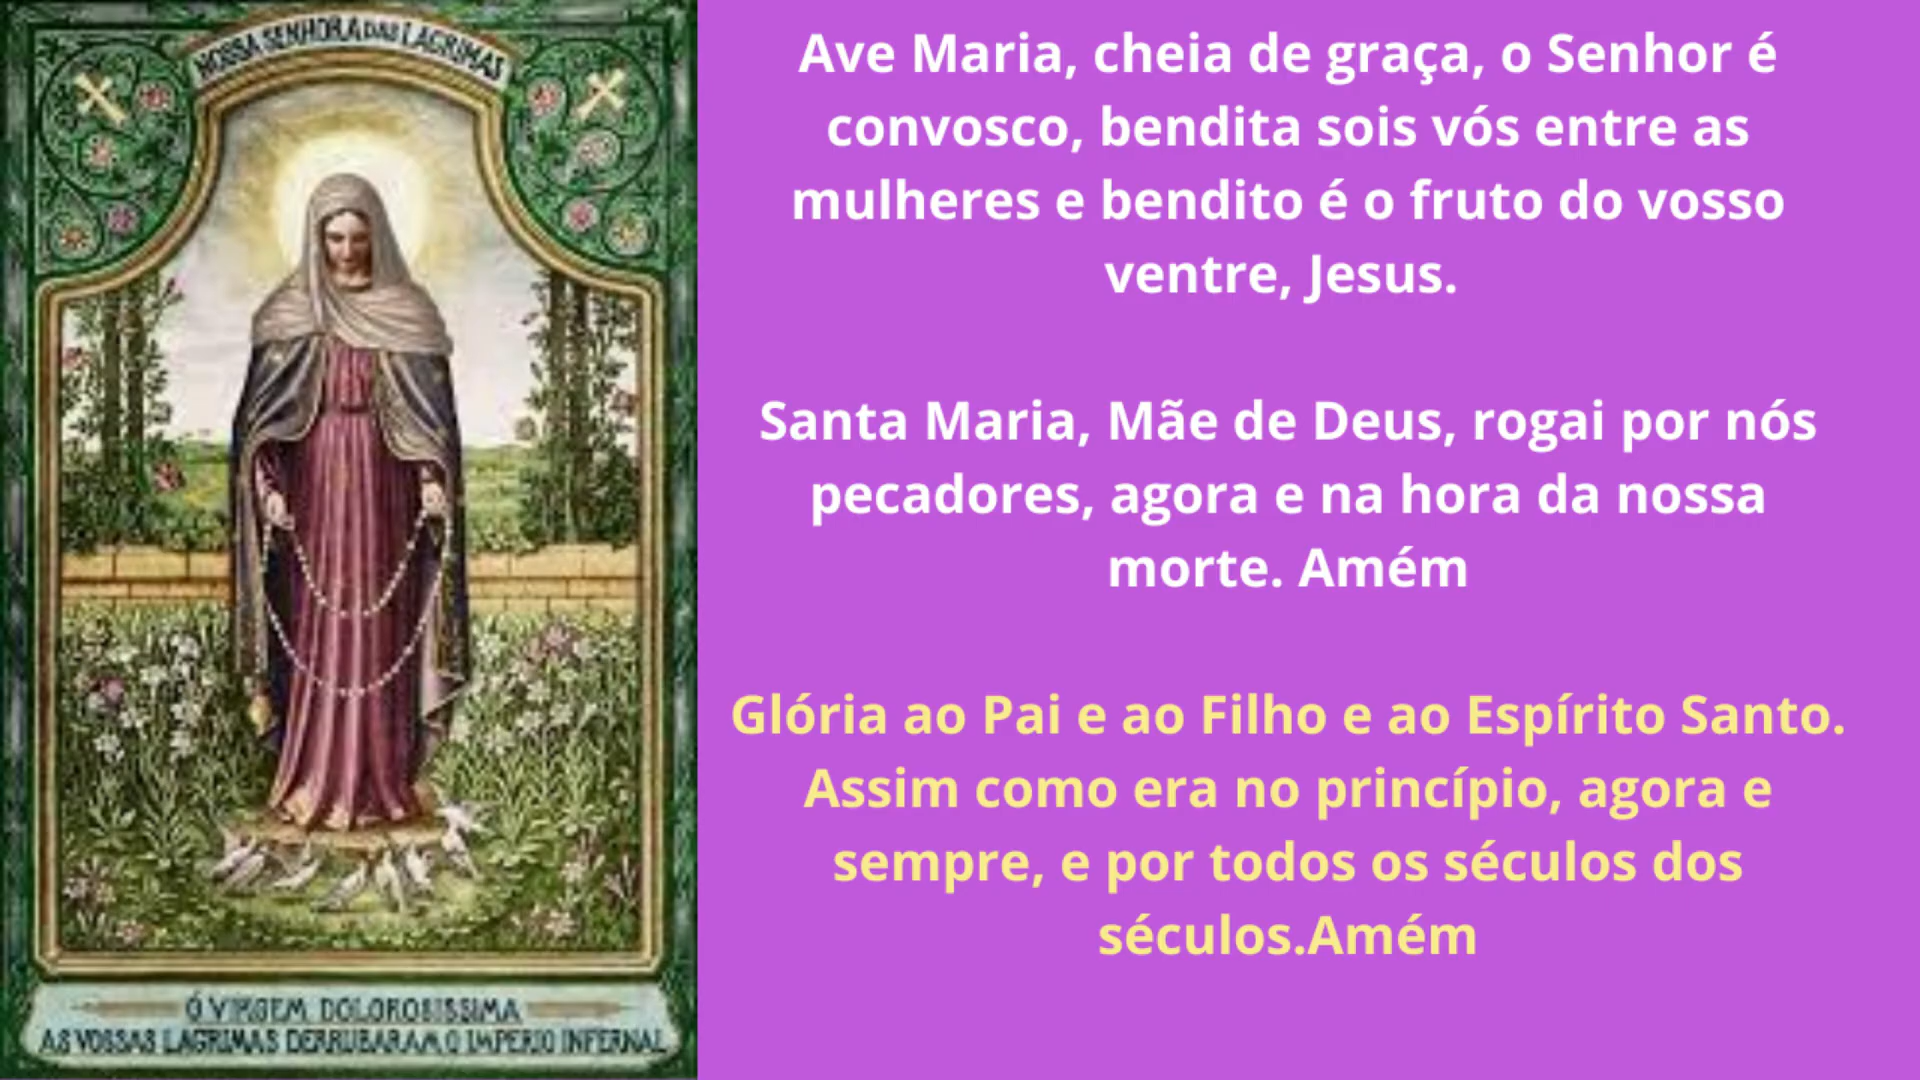 NOSSA SENHORA DAS LAGRIMAS
Ave Maria, cheia de graça, o Senhor é
convosco, bendita sois vós entre as
mulheres e bendito é o fruto do vosso
ventre, Jesus.
Santa Maria, Mãe de Deus, rogai por nós
pecadores, agora e na hora da nossa
morte. Amém
Glória ao Pai e ao Filho e ao Espírito Santo.
Assim como era no princípio, agora e
sempre, e por todos os séculos dos
séculos.Amém
Ó VIRGEM DOLOROSISSIMA
AS VOSSAS LAGRIMAS DERRUBARAM O IMPERIO INFERNAL